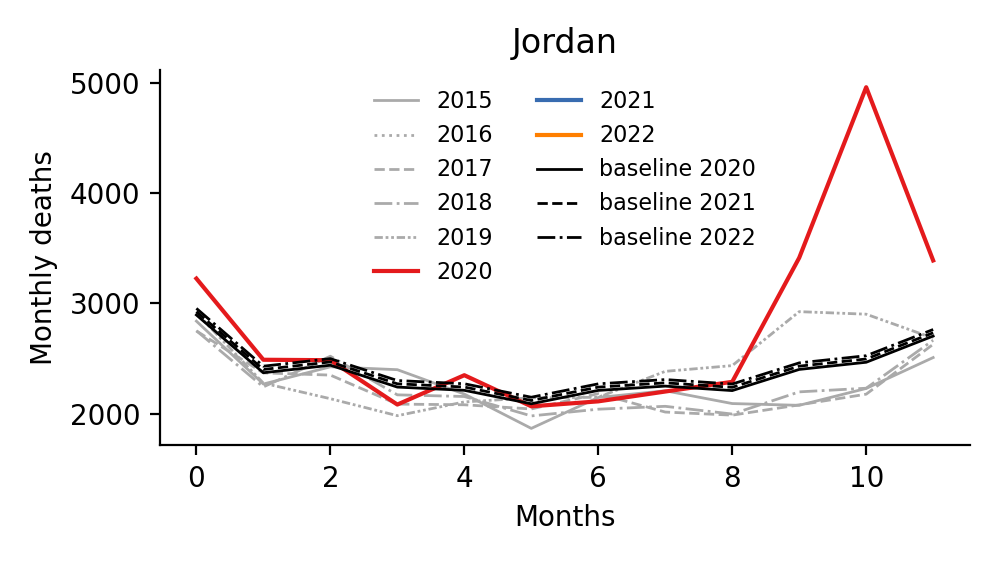 Jordan
5000
4000
3000
2000
Monthly deaths
2015
2016
2017
2018
2019
2020
2021
2022
baseline 2020
baseline 2021
baseline 2022
0 2 4 6 8 10
Months